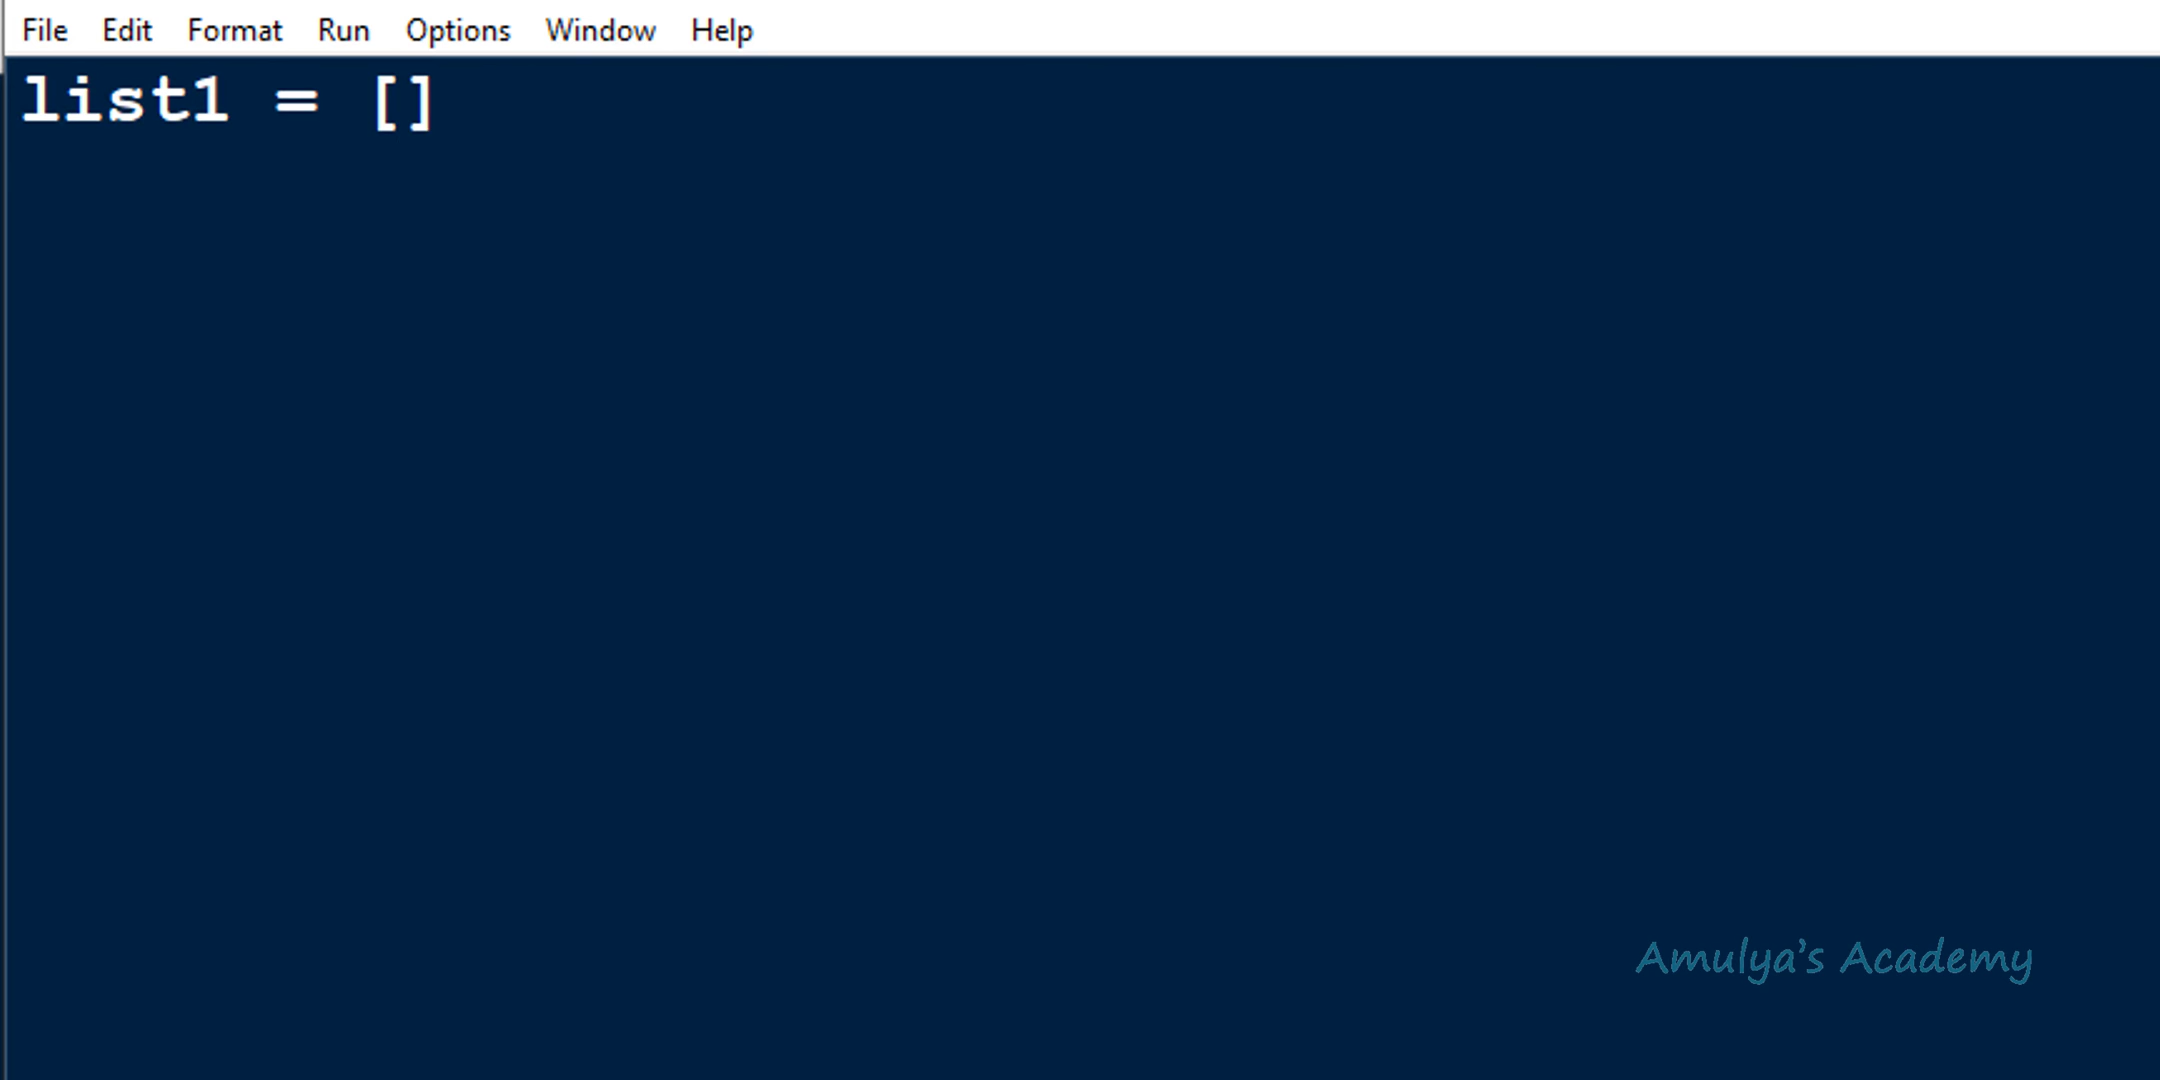 File Edit Format Run Options Window Help
list1 = []
Amulya's Academy